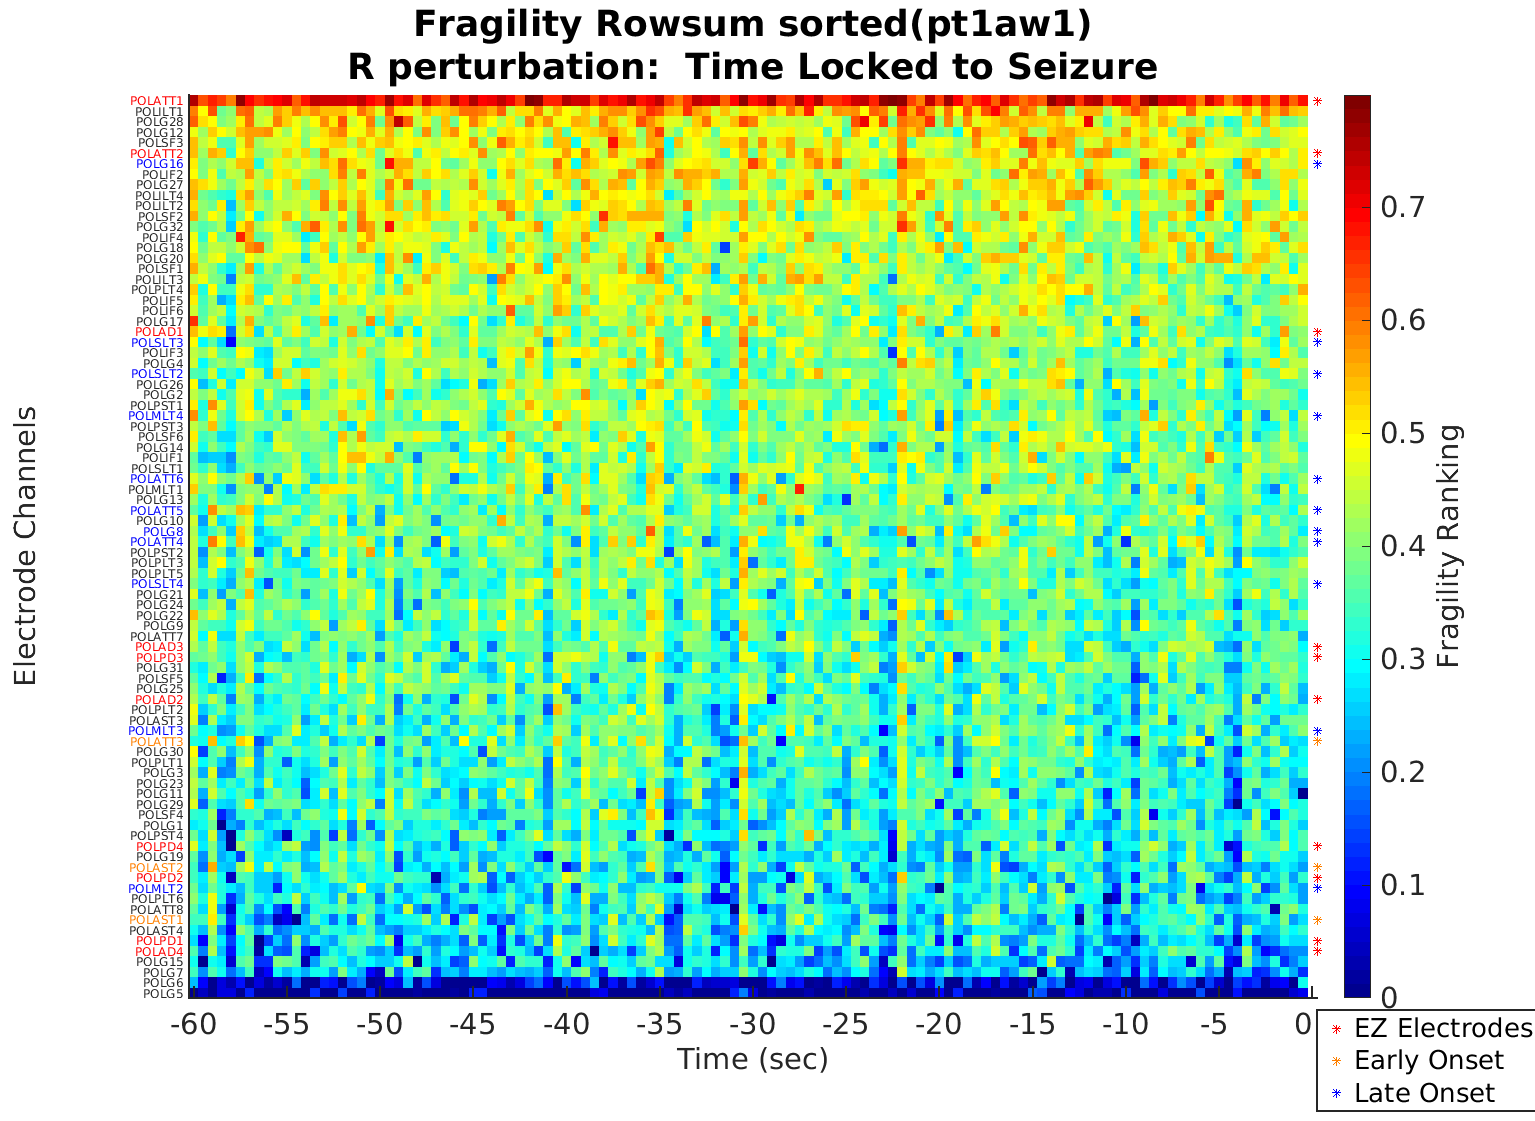 Fragility Rowsum sorted(pt1aw1)
R perturbation:  Time Locked to Seizure
Electrode Channels
POLATT1
POLILT1
POLG28
POLG12
POLSF3
POLATT2
POLG16
POLIF2
POLG27
POLILT4
POLILT2
POLSF2
POLG32
POLIF4
POLG18
POLG20
POLSF1
POLILT3
POLPLT4
POLIF5
POLIF6
POLG17
POLAD1
POLSLT3
POLIF3
POLG4
POLSLT2
POLG26
POLG2
POLPST1
POLMLT4
POLPST3
POLSF6
POLG14
POLIF1
POLSLT1
POLATT6
POLMLT1
POLG13
POLATT5
POLG10
POLG8
POLATT4
POLPST2
POLPLT3
POLPLT5
POLSLT4
POLG21
POLG24
POLG22
POLG9
POLATT7
POLAD3
POLPD3
POLG31
POLSF5
POLG25
POLAD2
POLPLT2
POLAST3
POLMLT3
POLATT3
POLG30
POLPLT1
POLG3
POLG23
POLG11
POLG29
POLSF4
POLG1
POLPST4
POLPD4
POLG19
POLAST2
POLPD2
POLMLT2
POLPLT6
POLATT8
POLAST1
POLAST4
POLPD1
POLAD4
POLG15
POLG7
POLG6
POLG5
-60 -55 -50 -45 -40 -35 -30 -25 -20 -15 -10 -5 0
Time (sec)
0.7
0.6
0.5
0.4
0.3
0.2
0.1
0
Fragility Ranking
EZ Electrodes
Early Onset
Late Onset